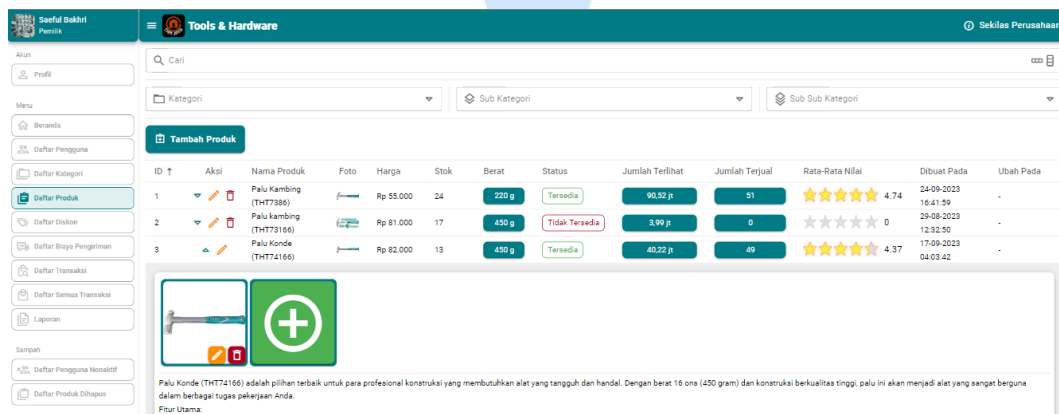 Saeful Bakhri
Pemilik
Tools & Hardware
Sekilas Perusahaan
Akun
Profil
Menu
Beranda
Daftar Pengguna
Daftar Kategori
Daftar Produk
Daftar Diskon
Daftar Biaya Pengiriman
Daftar Transaksi
Daftar Semua Transaksi
Laporan
Sampah
Daftar Pengguna Nonaktif
Daftar Produk Dihapus
Cari
Kategori
Sub Kategori
Sub Sub Kategori
Tambah Produk
ID ↑ Aksi Nama Produk Foto Harga Stok Berat Status Jumlah Terlihat Jumlah Terjual Rata-Rata Nilai Dibuat Pada Ubah Pada
1 Palu Kambing (THT7386) Rp 55.000 24 220 g Tersedia 90,52 jt 51 4.74 24-09-2023 16:41:59 -
2 Palu kambing (THT73166) Rp 81.000 17 450 g Tidak Tersedia 3,99 jt 0 0 29-08-2023 12:32:50 -
3 Palu Konde (THT74166) Rp 82.000 13 450 g Tersedia 40,22 jt 49 4.37 17-09-2023 04:03:42 -
Palu Konde (THT74166) adalah pilihan terbaik untuk para profesional konstruksi yang membutuhkan alat yang tangguh dan handal. Dengan berat 16 ons (450 gram) dan konstruksi berkualitas tinggi, palu ini akan menjadi alat yang sangat berguna
dalam berbagai tugas pekerjaan Anda.
Fitur Utama: